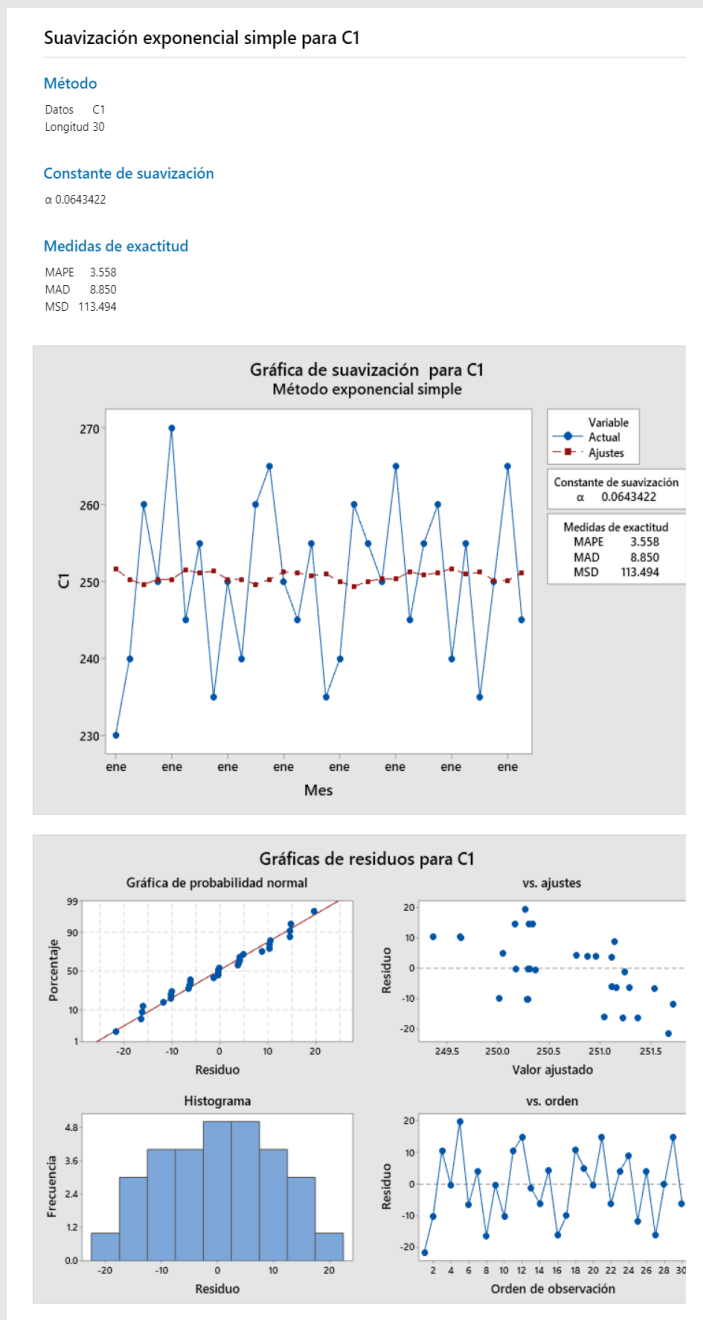 Suavización exponencial simple para C1
Método
Datos C1
Longitud 30
Constante de suavización
α 0.0643422
Medidas de exactitud
MAPE 3.558
MAD 8.850
MSD 113.494
Gráfica de suavización para C1
Método exponencial simple
C1
270
260
250
240
230
ene ene ene ene ene ene ene ene
Mes
Variable
Actual
Ajustes
Constante de suavización
α 0.0643422
Medidas de exactitud
MAPE 3.558
MAD 8.850
MSD 113.494
Gráficas de residuos para C1
Gráfica de probabilidad normal
Porcentaje
99
90
50
10
1
-20 -10 0 10 20
Residuo
vs. ajustes
Residuo
20
10
0
-10
-20
249.5 250.0 250.5 251.0 251.5
Valor ajustado
Histograma
Frecuencia
4.8
3.6
2.4
1.2
0.0
-20 -10 0 10 20
Residuo
vs. orden
Residuo
20
10
0
-10
-20
2 4 6 8 10 12 14 16 18 20 22 24 26 28 30
Orden de observación